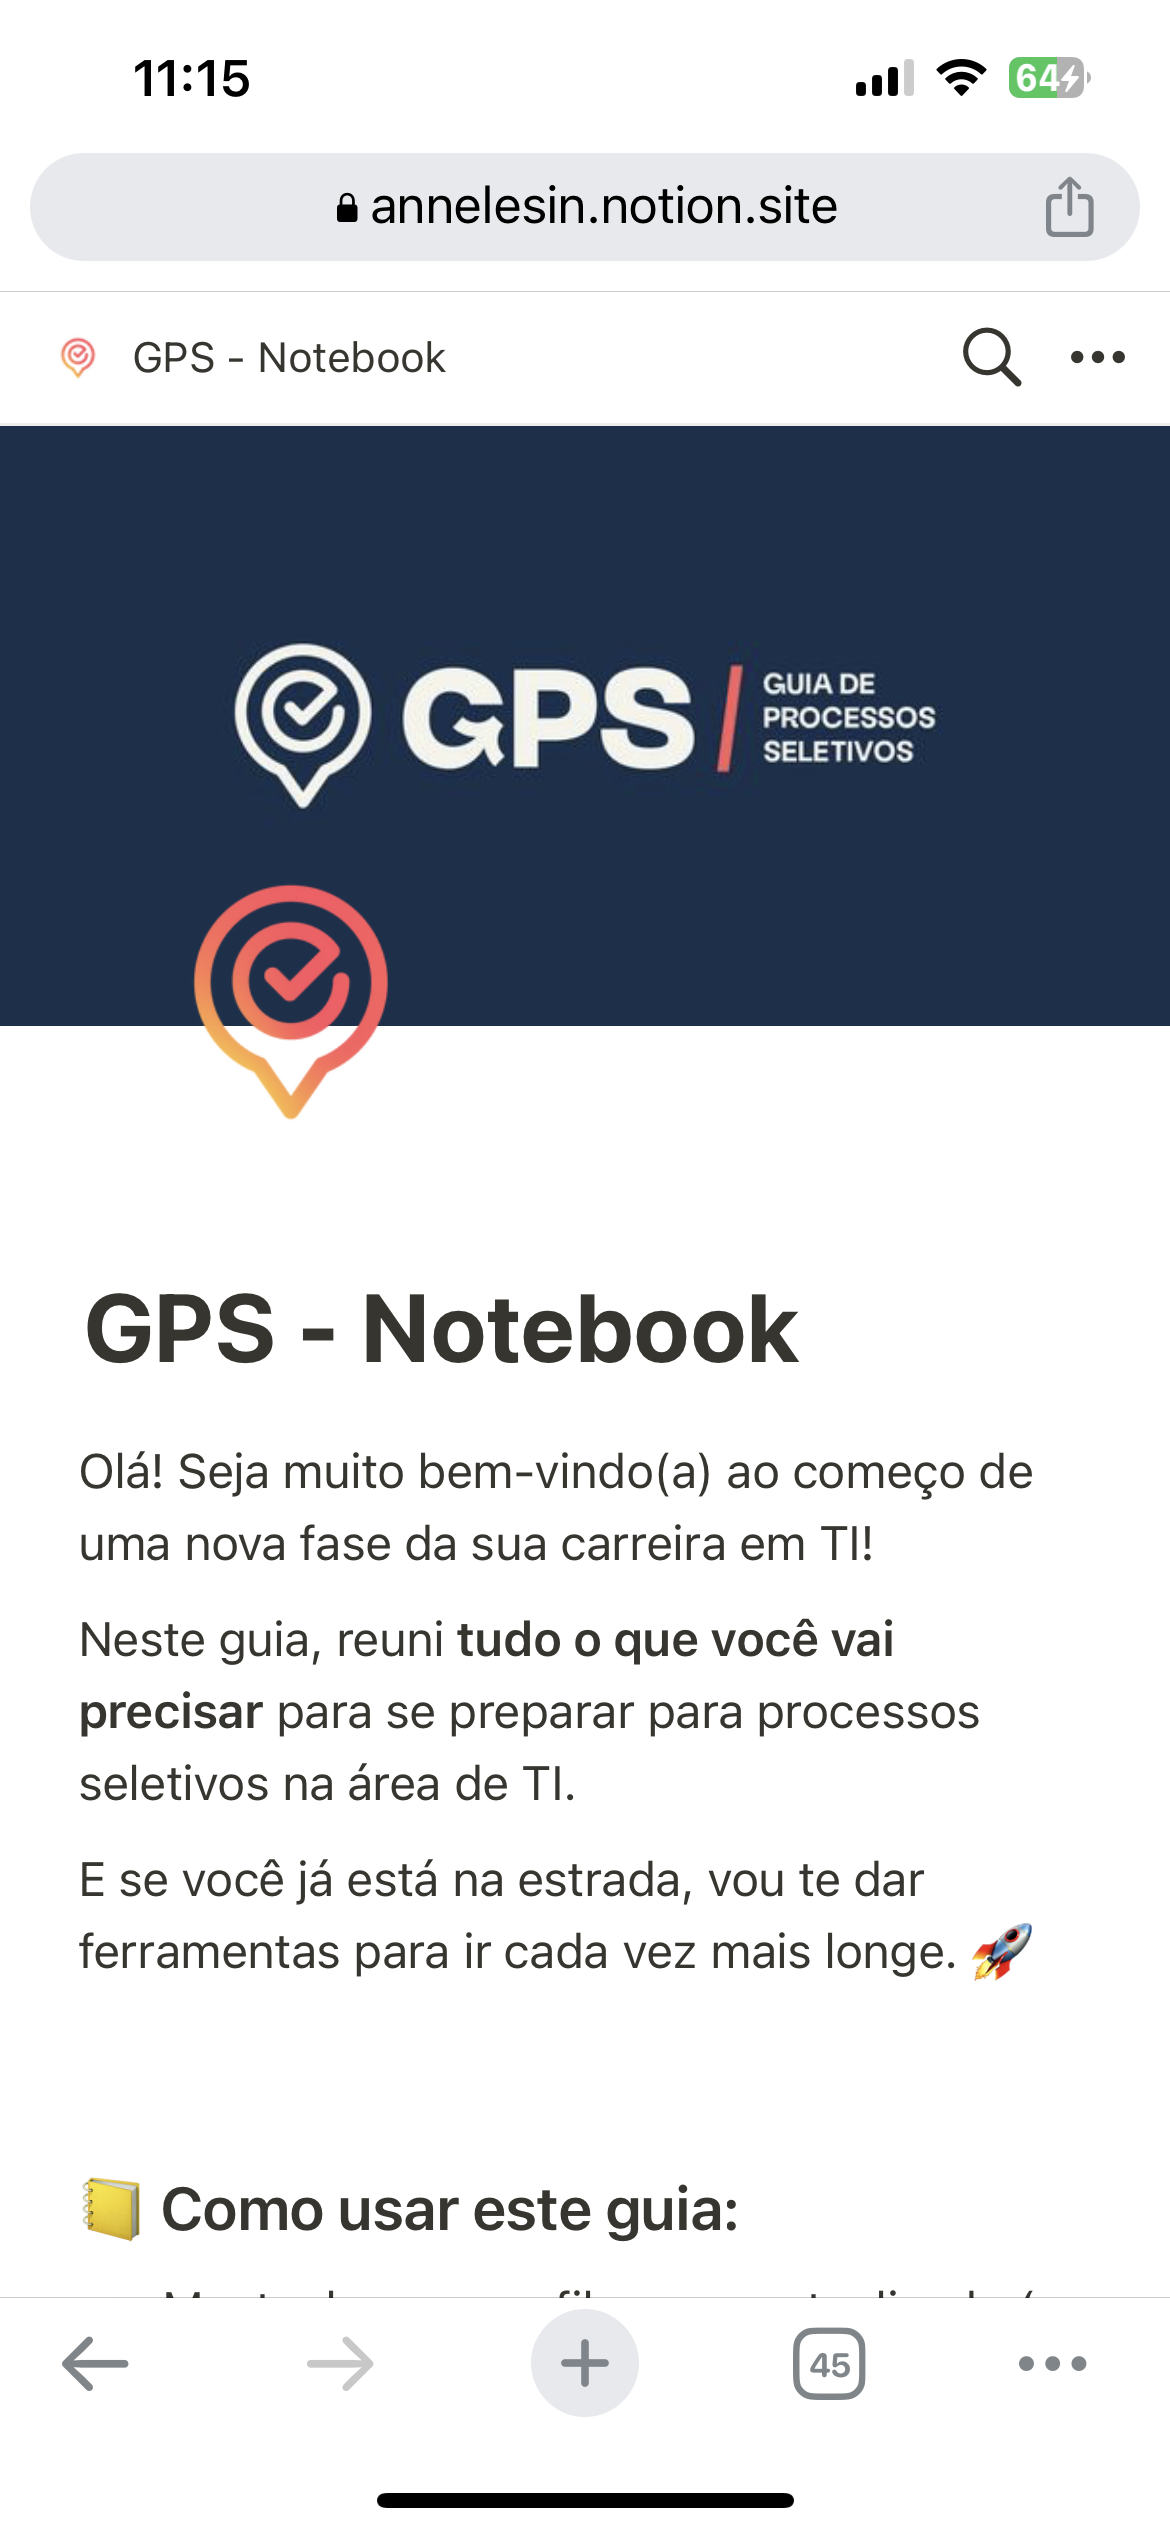 11:15
64
annelesin.notion.site
GPS - Notebook
GPS
GUIA DE
PROCESSOS
SELETIVOS
GPS - Notebook
Olá! Seja muito bem-vindo(a) ao começo de
uma nova fase da sua carreira em TI!
Neste guia, reuni tudo o que você vai
precisar para se preparar para processos
seletivos na área de TI.
E se você já está na estrada, vou te dar
ferramentas para ir cada vez mais longe. 🚀
📒 Como usar este guia:
45